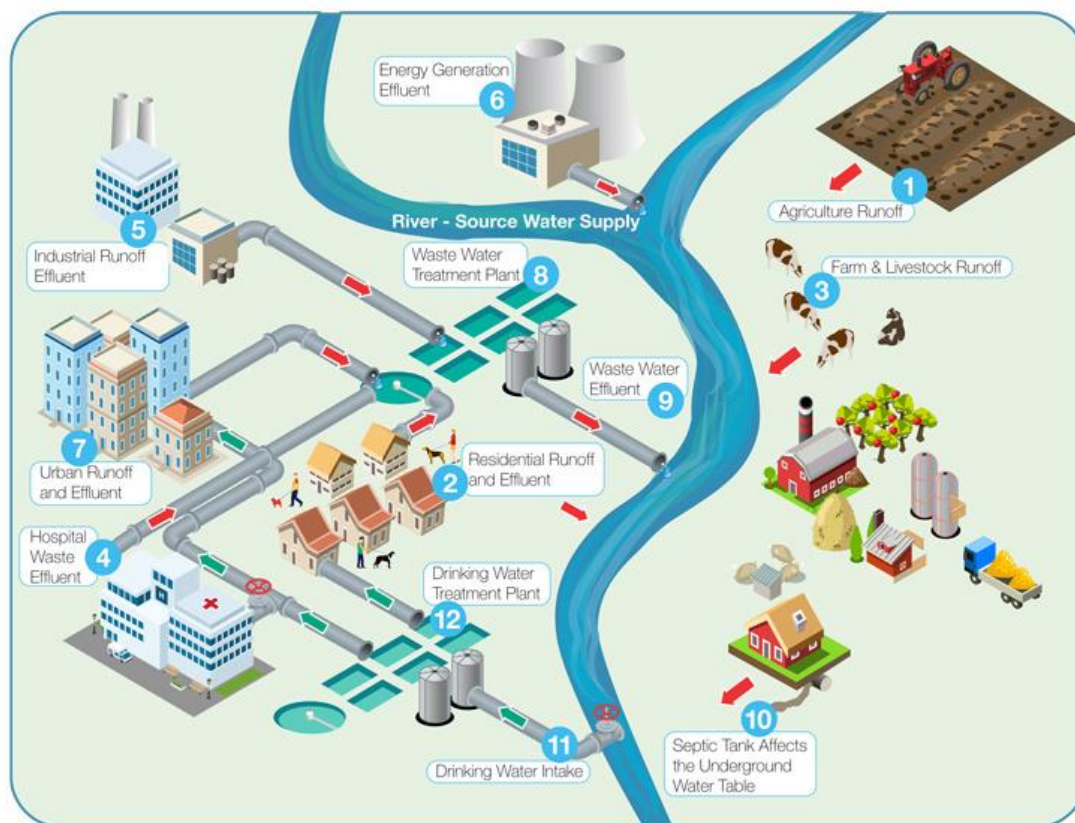 Energy Generation
Effluent
6
1
Agriculture Runoff
5
Industrial Runoff
Effluent
River - Source Water Supply
Waste Water
Treatment Plant
8
Farm & Livestock Runoff
3
Waste Water
Effluent
9
7
Urban Runoff
and Effluent
2
Residential Runoff
and Effluent
Hospital
Waste
Effluent
4
H
Drinking Water
Treatment Plant
12
11
Drinking Water Intake
10
Septic Tank Affects
the Underground
Water Table